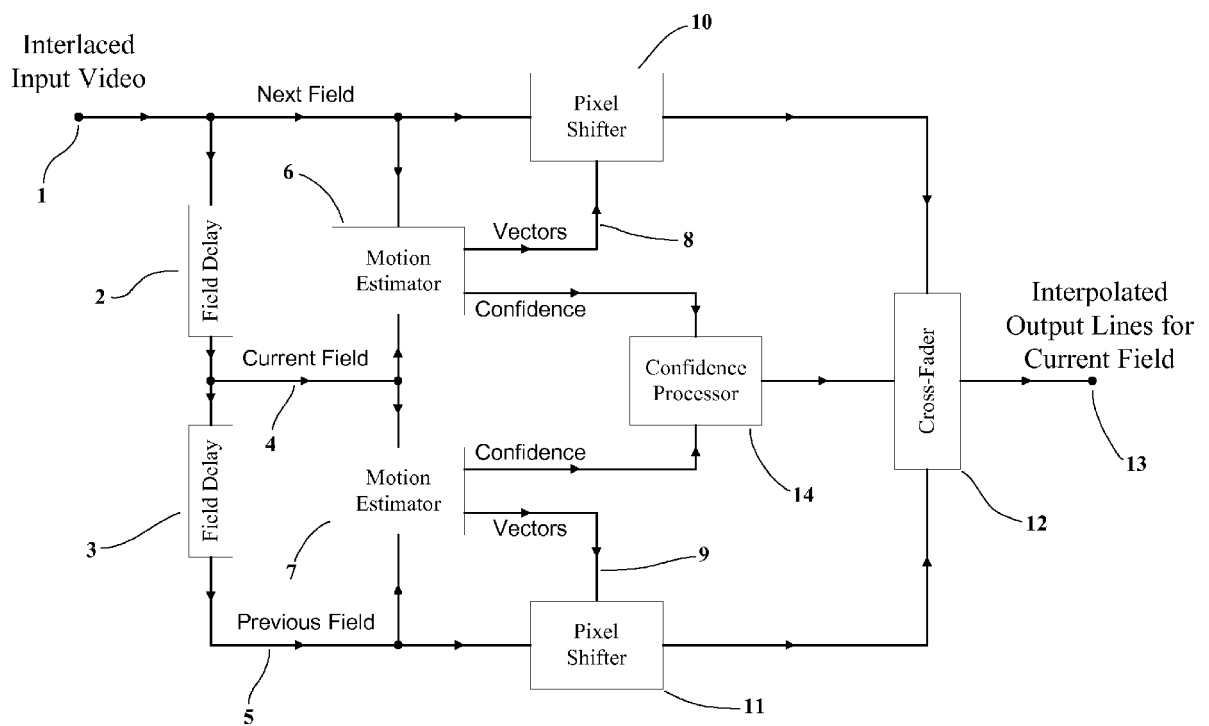 10
Interlaced
Input Video
Next Field
Pixel
Shifter
1
6
Vectors
8
Motion
Estimator
2
Field Delay
Confidence
Interpolated
Output Lines for
Current Field
Current Field
Confidence
Processor
Cross-Fader
4
Confidence
13
3
Field Delay
Motion
Estimator
14
12
Vectors
7
9
Previous Field
Pixel
Shifter
5
11